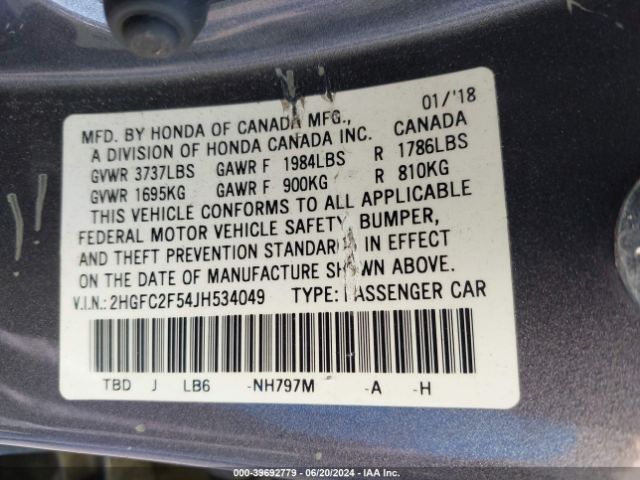 MFD. BY HONDA OF CANADA MFG., 01/'18
A DIVISION OF HONDA CANADA INC. CANADA
GVWR 3737LBS GAWR F 1984LBS R 1786LBS
GVWR 1695KG GAWR F 900KG R 810KG
THIS VEHICLE CONFORMS TO ALL APPLICABLE
FEDERAL MOTOR VEHICLE SAFETY, BUMPER,
AND THEFT PREVENTION STANDARDS IN EFFECT
ON THE DATE OF MANUFACTURE SHOWN ABOVE.
V.I.N.: 2HGFC2F54JH534049 TYPE: PASSENGER CAR
TBD J LB6 -NH797M -A -H
000-39692779 - 06/20/2024 - IAA Inc.